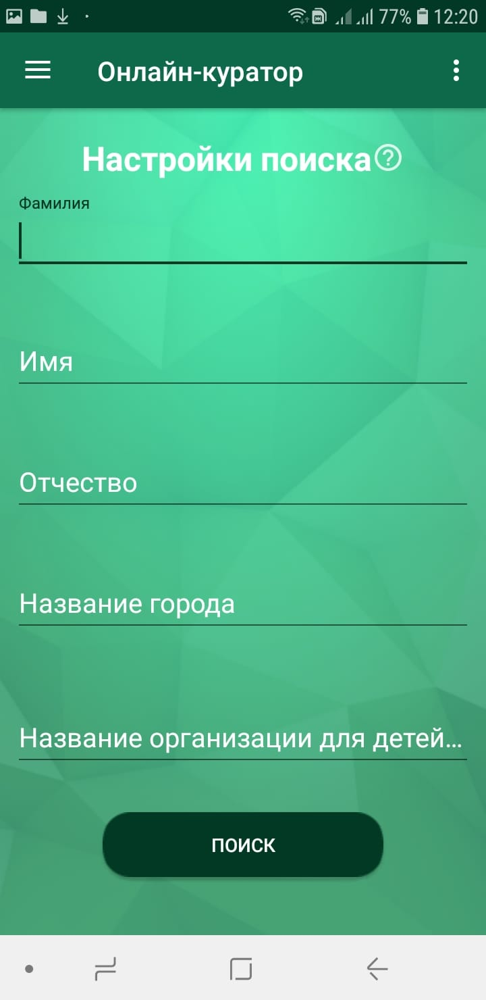 77% 12:20
Онлайн-куратор
Настройки поиска?
Фамилия
Имя
Отчество
Название города
Название организации для детей...
ПОИСК